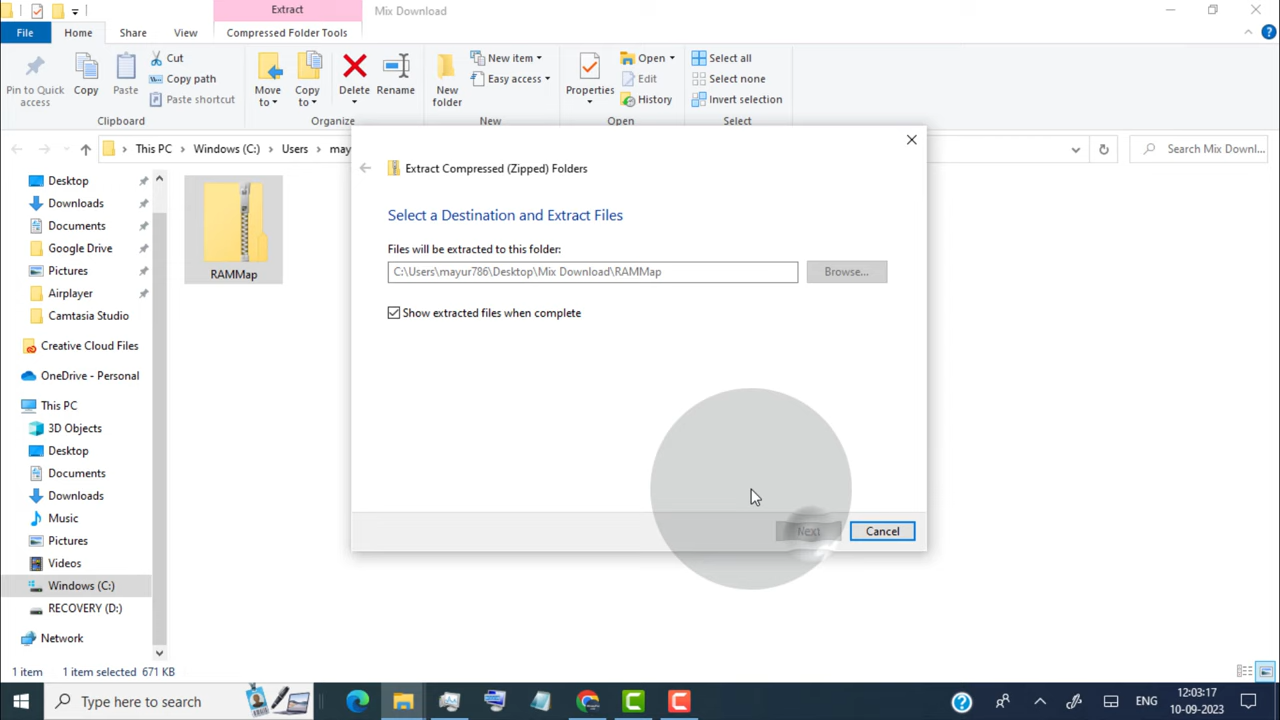 Extract
Mix Download
File
Home
Share
View
Compressed Folder Tools
Pin to Quick access
Copy
Paste
Cut
Copy path
Paste shortcut
Move to
Copy to
Delete
Rename
New folder
New item
Easy access
Properties
Open
Edit
History
Select all
Select none
Invert selection
Clipboard
Organize
New
Open
Select
This PC
Windows (C:)
Users
may
Search Mix Downl...
Desktop
Downloads
Documents
Google Drive
Pictures
Airplayer
Camtasia Studio
Creative Cloud Files
OneDrive - Personal
This PC
3D Objects
Desktop
Documents
Downloads
Music
Pictures
Videos
Windows (C:)
RECOVERY (D:)
Network
RAMMap
Extract Compressed (Zipped) Folders
Select a Destination and Extract Files
Files will be extracted to this folder:
C:\Users\mayur786\Desktop\Mix Download\RAMMap
Browse...
Show extracted files when complete
Next
Cancel
1 item
1 item selected 671 KB
Type here to search
ENG
12:03:17
10-09-2023